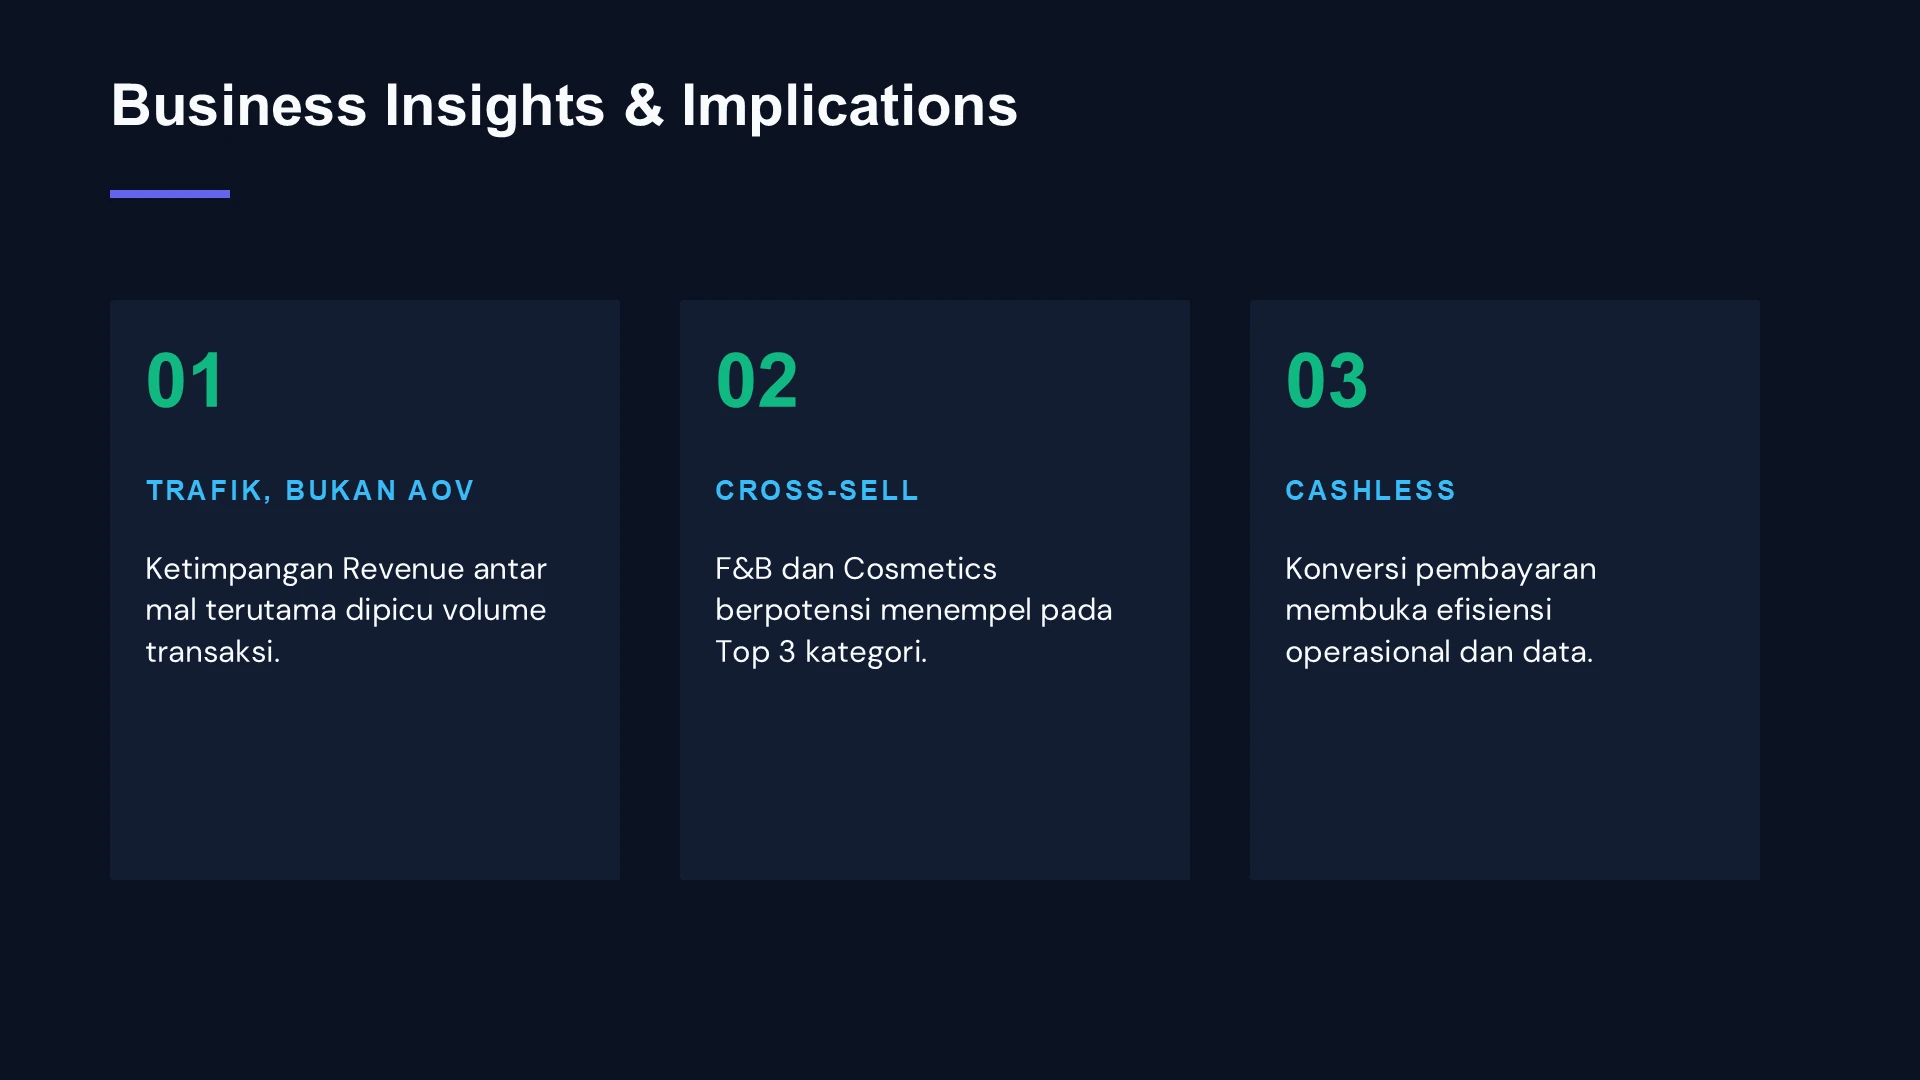 Business Insights & Implications
01
TRAFIK, BUKAN AOV
Ketimpangan Revenue antar
mal terutama dipicu volume
transaksi.
02
CROSS-SELL
F&B dan Cosmetics
berpotensi menempel pada
Top 3 kategori.
03
CASHLESS
Konversi pembayaran
membuka efisiensi
operasional dan data.